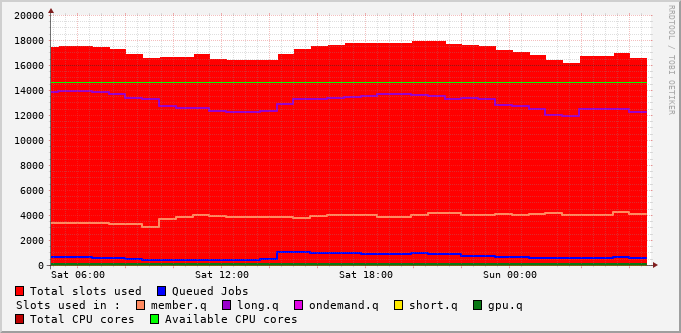 20000
18000
16000
14000
12000
10000
8000
6000
4000
2000
0
Sat 06:00 Sat 12:00 Sat 18:00 Sun 00:00
RRDTOOL / TOBI OETIKER
Total slots used Queued Jobs
Slots used in : member.q long.q ondemand.q short.q gpu.q
Total CPU cores Available CPU cores